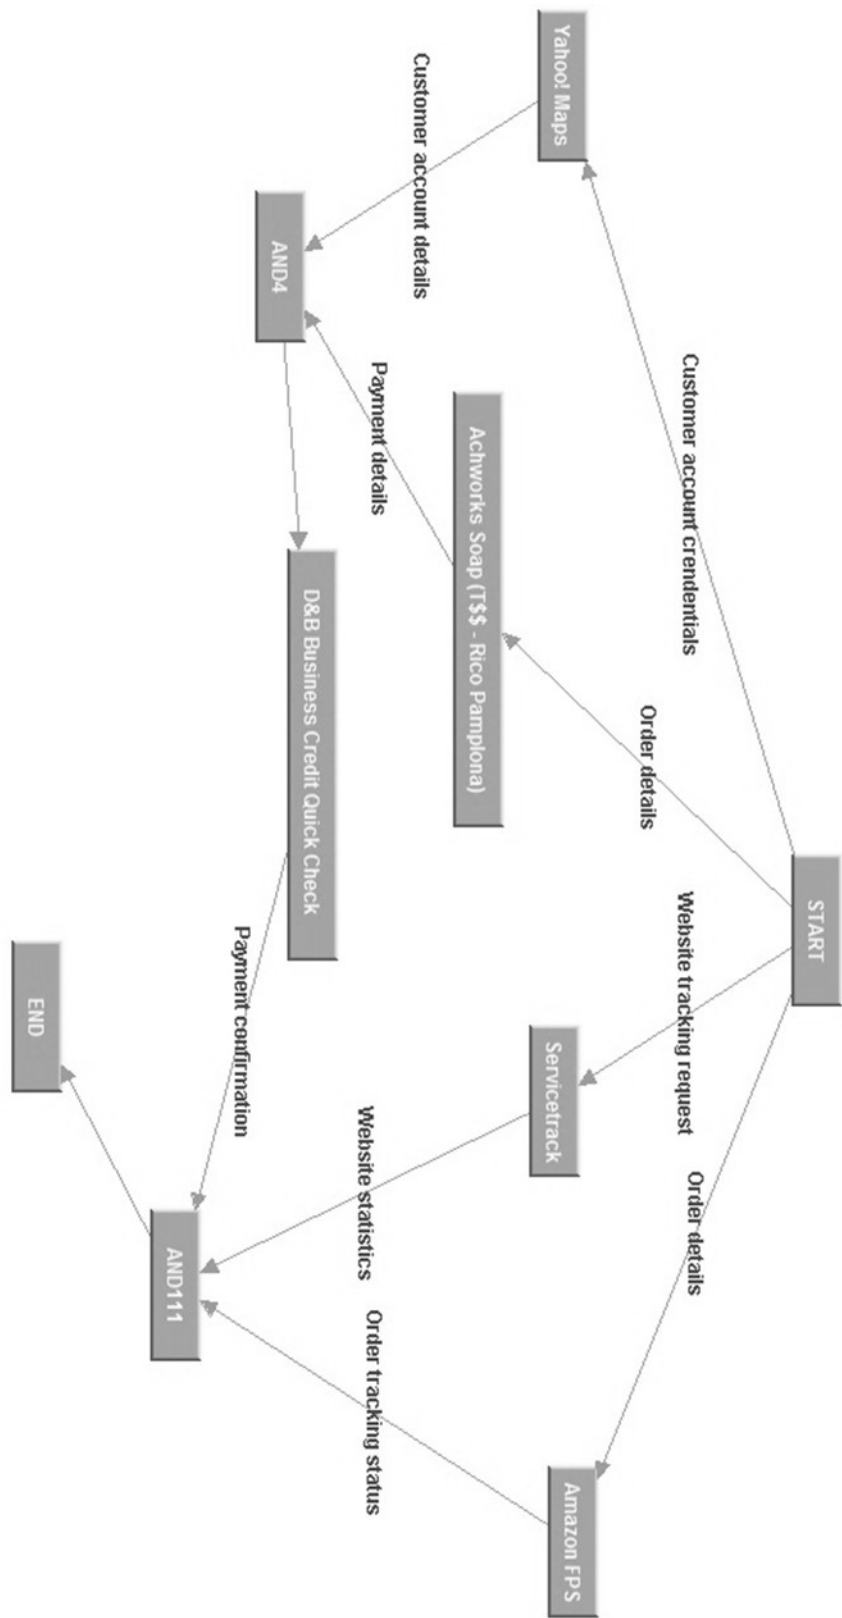 START
Customer account crendentials
Order details
Website tracking request
Order details
Yahoo! Maps
Achworks Soap (T$$ - Rico Pamplona)
Servicetrack
Amazon FPS
Customer account details
Payment details
Website statistics
Order tracking status
AND4
D&B Business Credit Quick Check
Payment confirmation
AND111
END